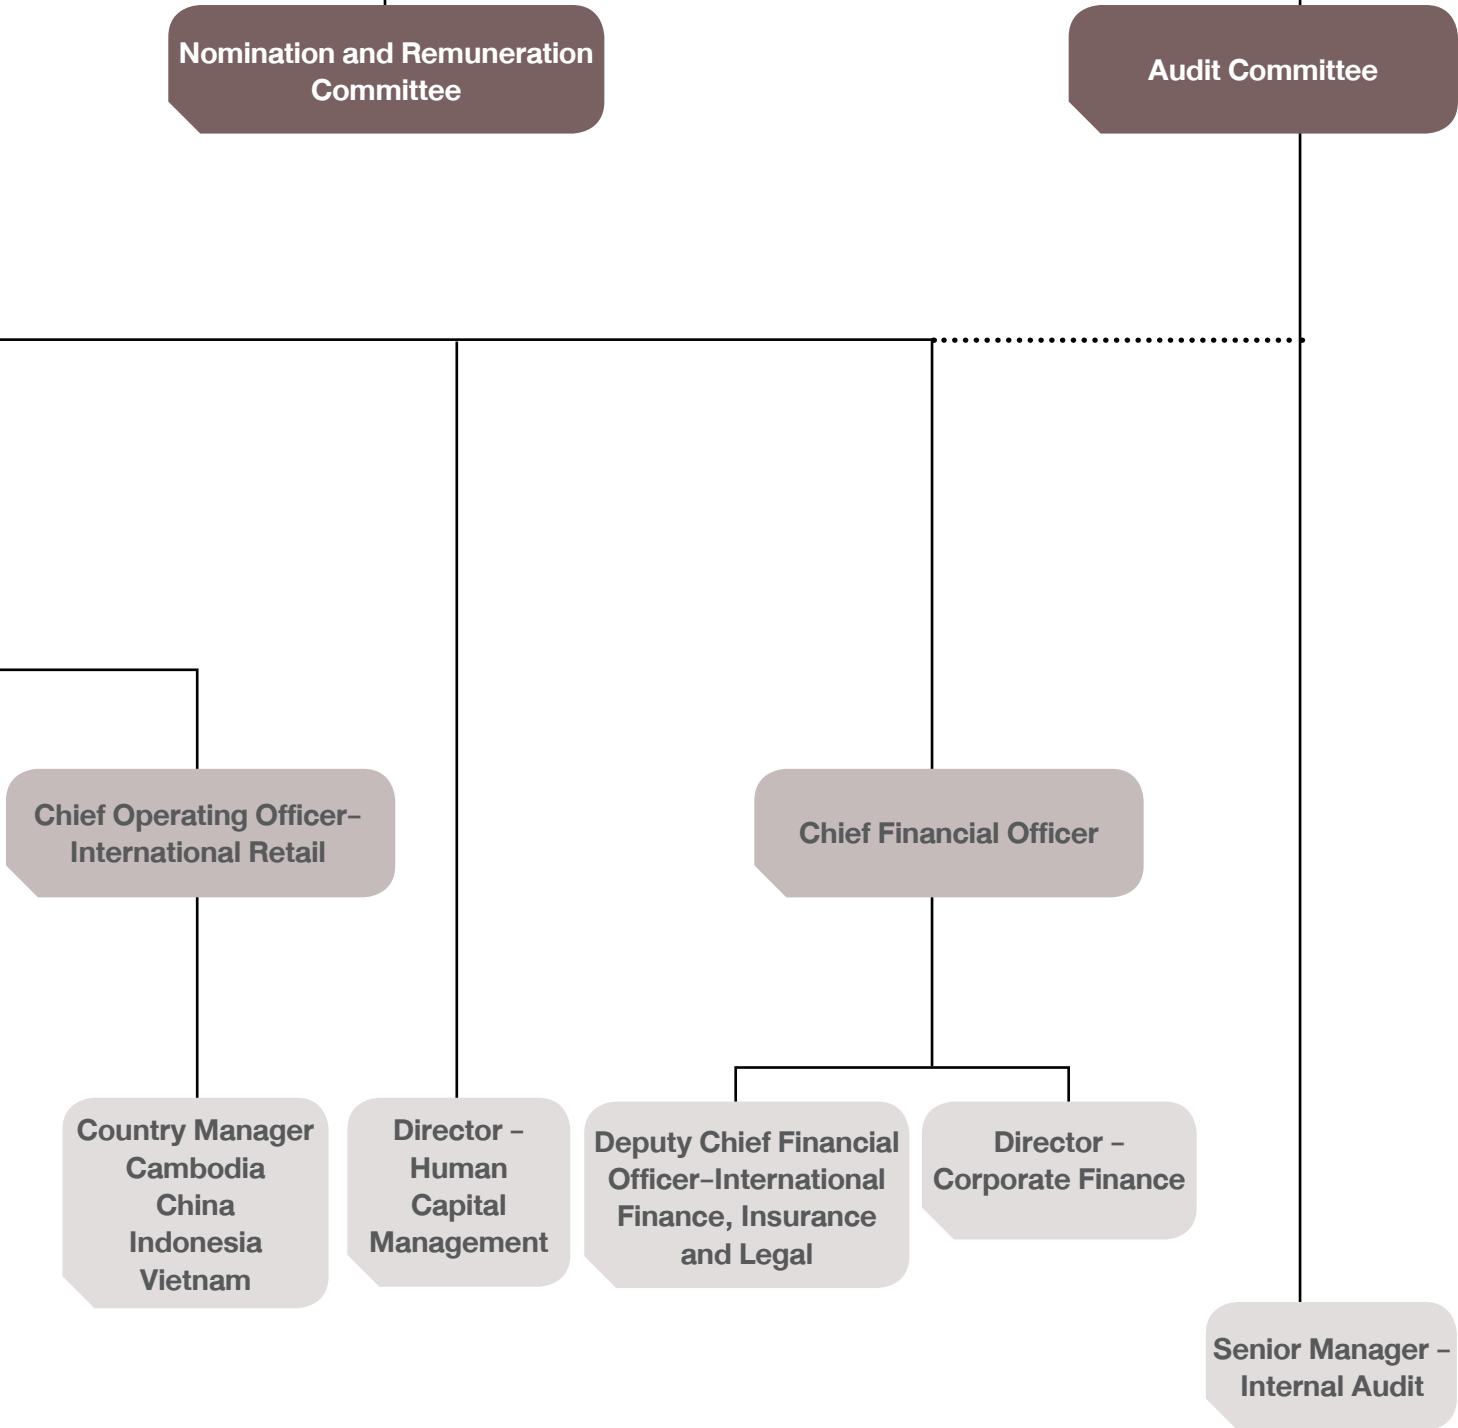 Nomination and Remuneration
Committee
Audit Committee
Chief Operating Officer–
International Retail
Chief Financial Officer
Country Manager
Cambodia
China
Indonesia
Vietnam
Director –
Human
Capital
Management
Deputy Chief Financial
Officer–International
Finance, Insurance
and Legal
Director –
Corporate Finance
Senior Manager –
Internal Audit